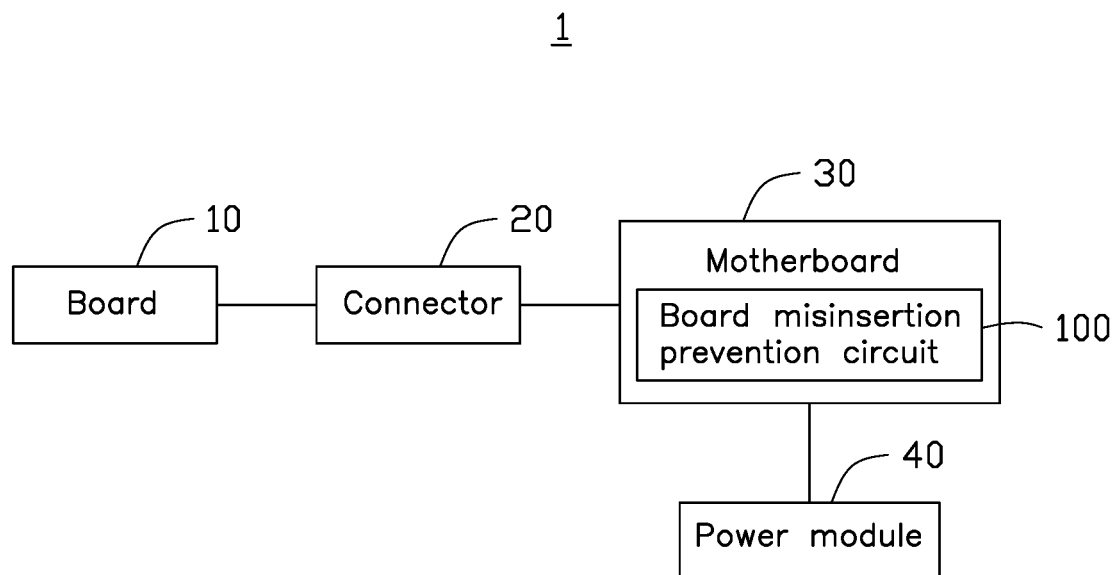 1
30
10
20
Motherboard
Board
Connector
Board misinsertion
prevention circuit
100
40
Power module